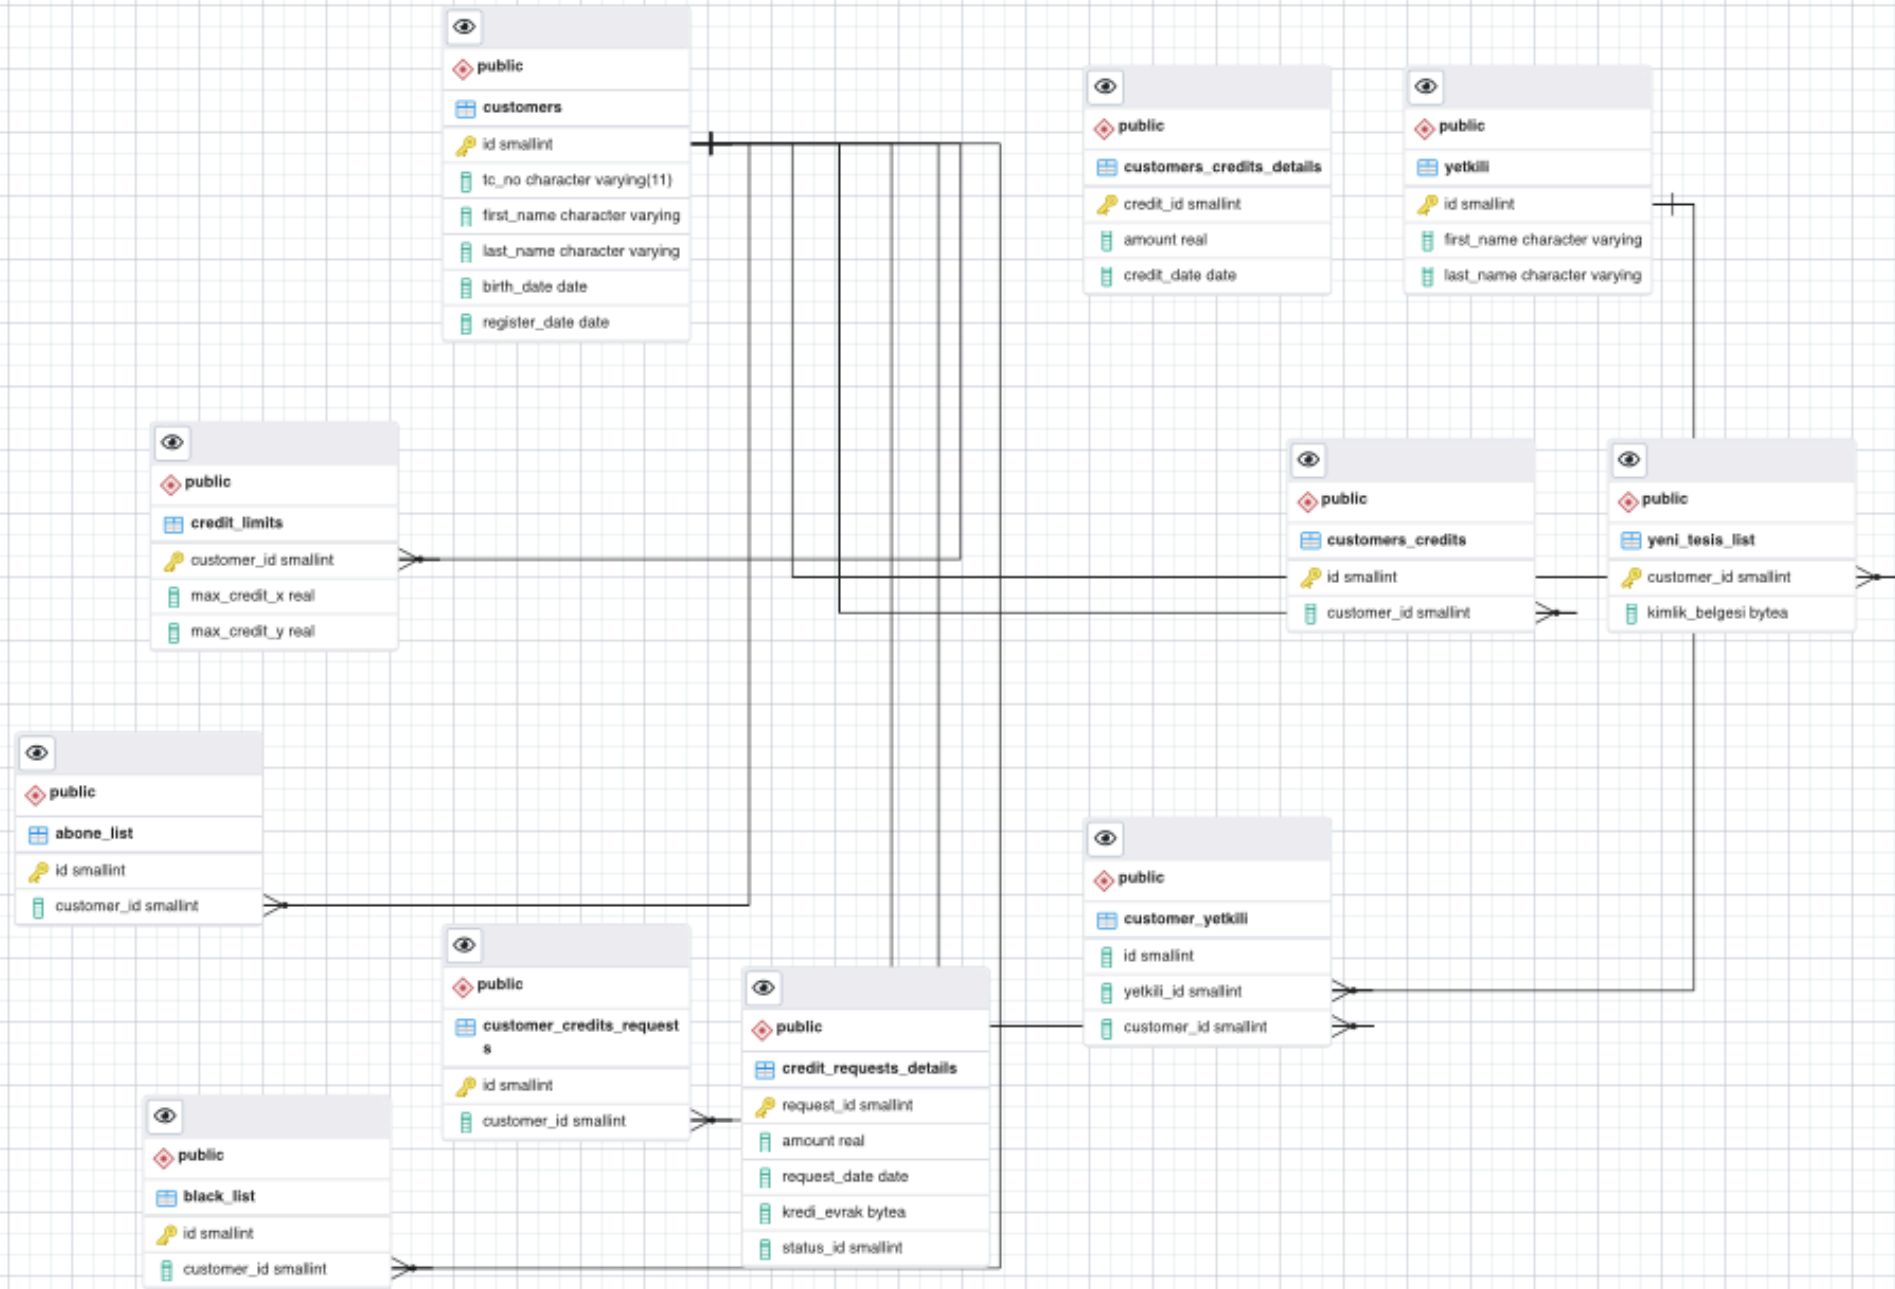 public
customers
id smallint
tc_no character varying(11)
first_name character varying
last_name character varying
birth_date date
register_date date
public
customers_credits_details
credit_id smallint
amount real
credit_date date
public
yetkili
id smallint
first_name character varying
last_name character varying
public
credit_limits
customer_id smallint
max_credit_x real
max_credit_y real
public
customers_credits
id smallint
customer_id smallint
public
yeni_tesis_list
customer_id smallint
kimlik_belgesi bytea
public
abone_list
id smallint
customer_id smallint
public
customer_yetkili
id smallint
yetkili_id smallint
customer_id smallint
public
customer_credits_request
s
id smallint
customer_id smallint
public
credit_requests_details
request_id smallint
amount real
request_date date
kredi_evrak bytea
status_id smallint
public
black_list
id smallint
customer_id smallint